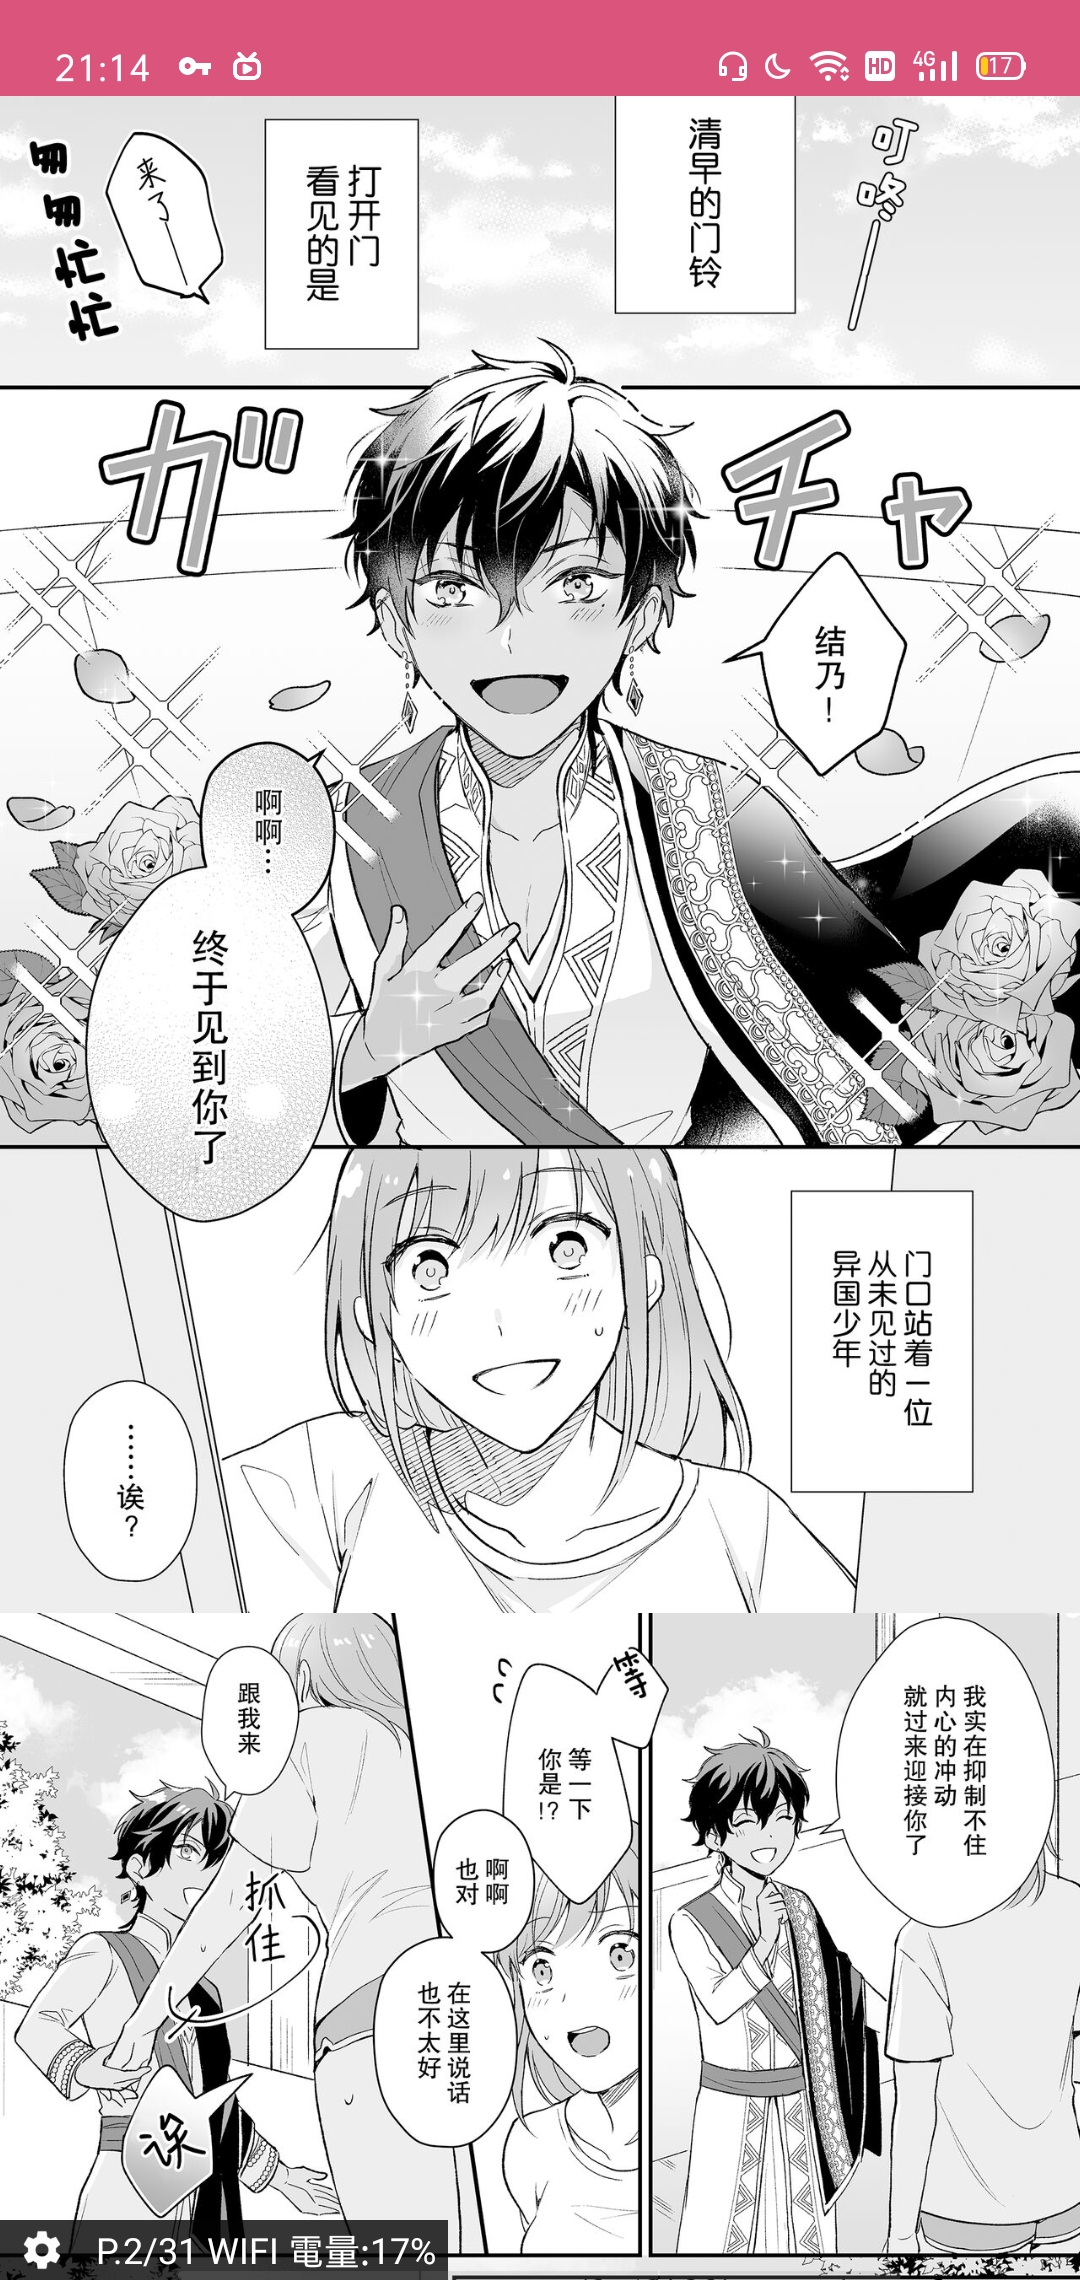 21:14
HD
4G
17
叮咚
清早的门铃
打开门
看见的是
来了
匆匆忙忙
ガチャ
结乃！
啊啊…
终于见到你了
门口站着一位
从未见过的
异国少年
……诶？
我实在抑制不住
内心的冲动
就过来迎接你了
等
等一下
你是！？
啊啊
也对
在这里说话
也不太好
跟我来
抓住
诶
P.2/31 WIFI 電量:17%